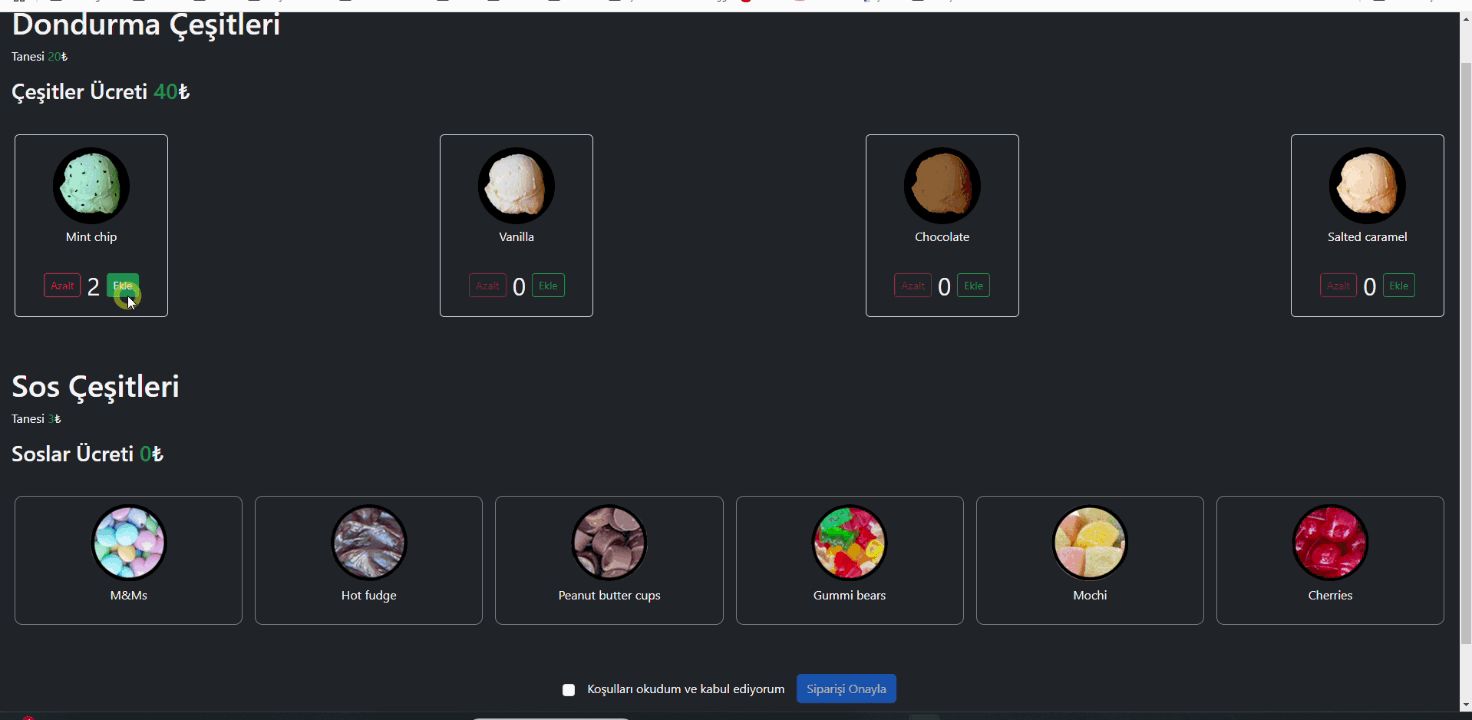 Dondurma Çeşitleri
Tanesi 20₺
Çeşitler Ücreti 40₺
Mint chip
Vanilla
Chocolate
Salted caramel
Azalt 2 Ekle
Azalt 0 Ekle
Azalt 0 Ekle
Azalt 0 Ekle
Sos Çeşitleri
Tanesi 3₺
Soslar Ücreti 0₺
M&Ms
Hot fudge
Peanut butter cups
Gummi bears
Mochi
Cherries
Koşulları okudum ve kabul ediyorum
Siparişi Onayla